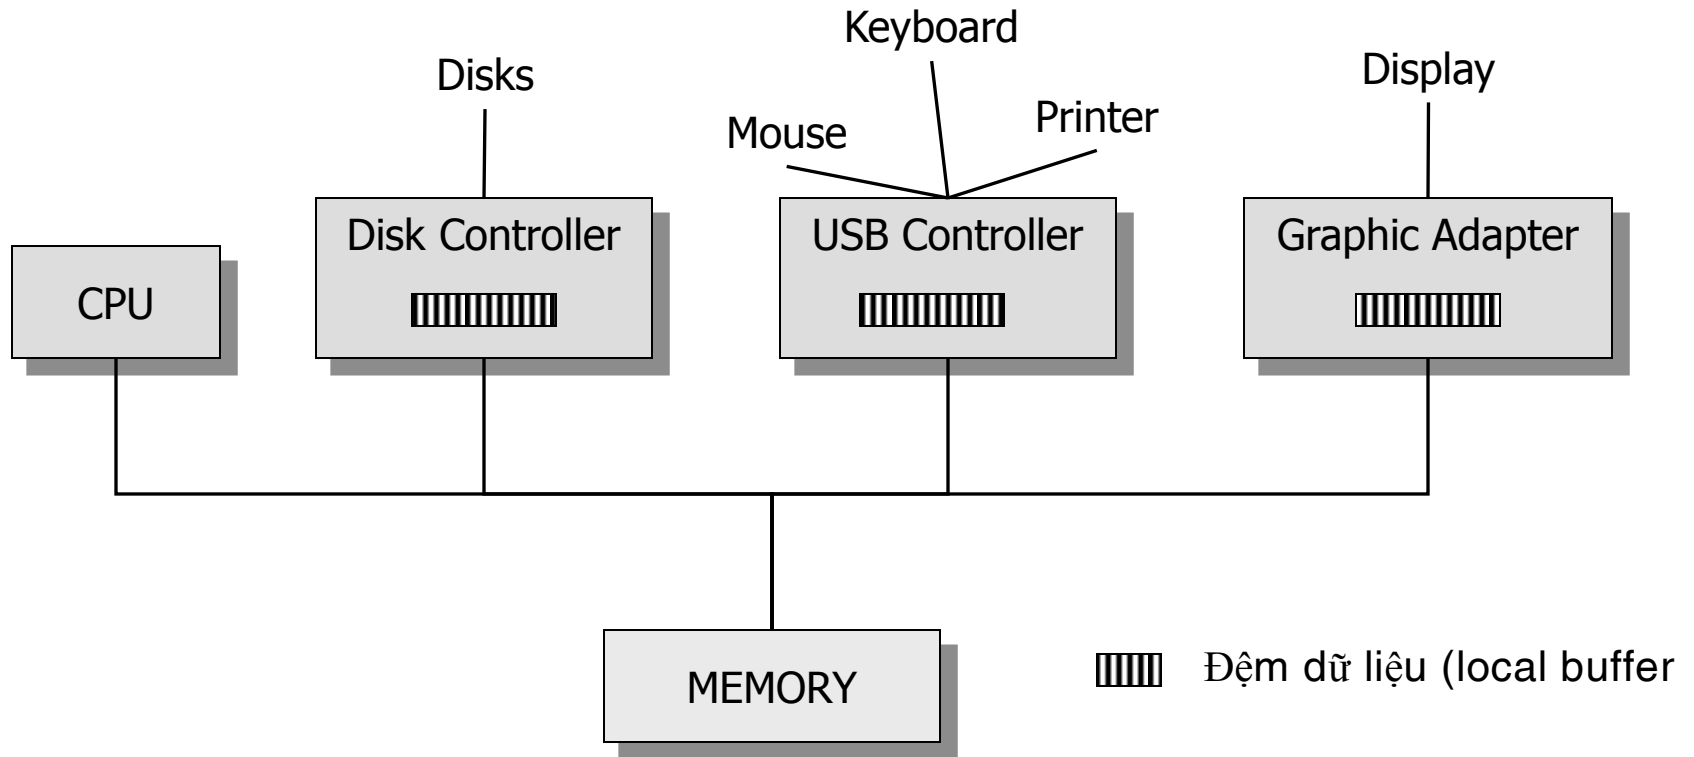 Keyboard
Disks
Display
Mouse
Printer
Disk Controller
USB Controller
Graphic Adapter
CPU
MEMORY
Đệm dữ liệu (local buffer